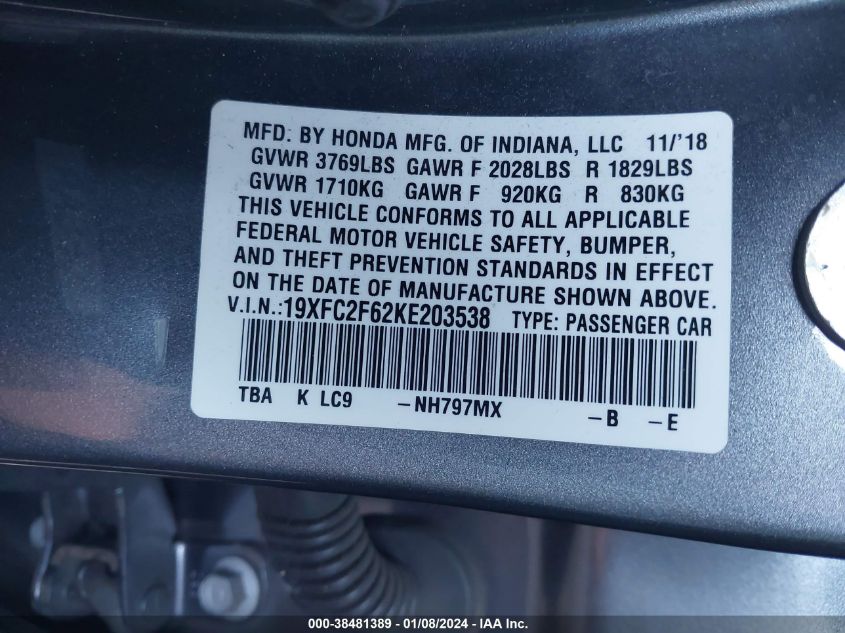 MFD. BY HONDA MFG. OF INDIANA, LLC 11/'18
GVWR 3769LBS GAWR F 2028LBS R 1829LBS
GVWR 1710KG GAWR F 920KG R 830KG
THIS VEHICLE CONFORMS TO ALL APPLICABLE
FEDERAL MOTOR VEHICLE SAFETY, BUMPER,
AND THEFT PREVENTION STANDARDS IN EFFECT
ON THE DATE OF MANUFACTURE SHOWN ABOVE.
V.I.N.:19XFC2F62KE203538 TYPE: PASSENGER CAR
TBA K LC9 -NH797MX -B -E
000-38481389 - 01/08/2024 - IAA Inc.